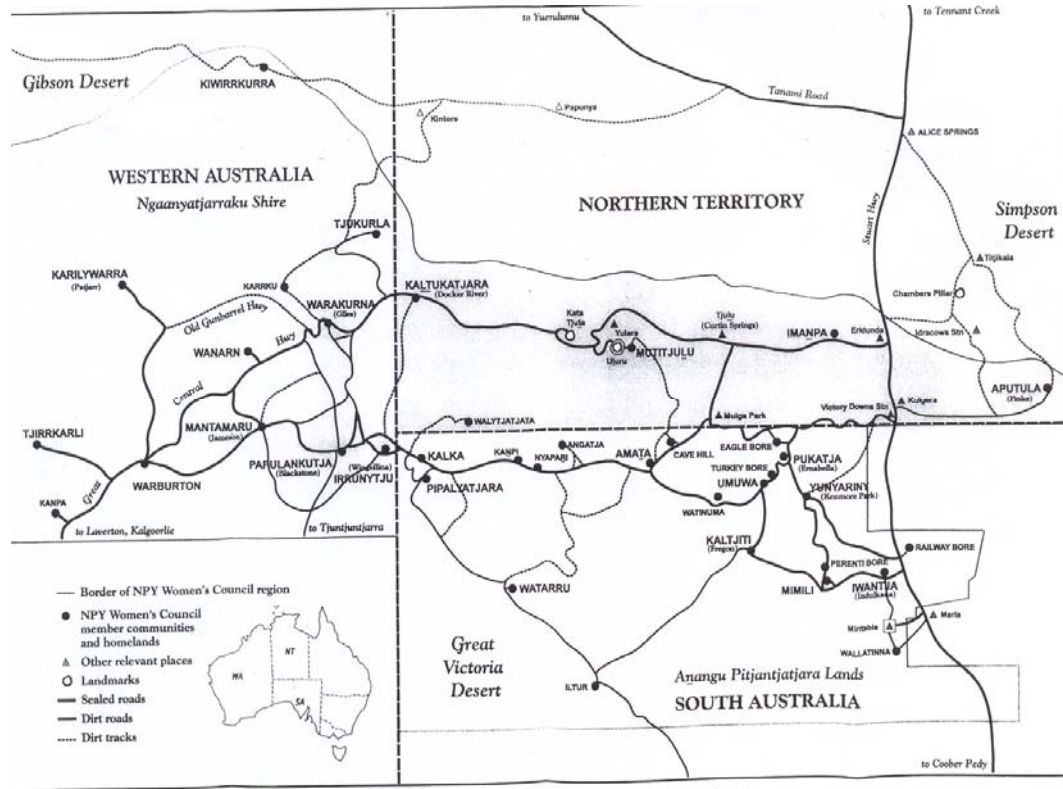 to Yuendumu
to Tennant Creek
Gibson Desert
KIWIRRKURRA
Tanami Road
Papunya
Kintore
ALICE SPRINGS
WESTERN AUSTRALIA
Ngaanyatjarraku Shire
NORTHERN TERRITORY
Stuart Hwy
Simpson
Desert
TJUKURLA
Titjikala
KARILYWARRA
(Patjarr)
KARRKU
KALTUKATJARA
(Docker River)
Chambers Pillar
WARAKURNA
(Giles)
Old Gunbarrel Hwy
Kata
Tjuta
Yulara
Tjulu
(Curtin Springs)
IMANPA
Erldunda
Idracowa Stn
WANARN
Hwy
Uluru
MUTITJULU
Central
APUTULA
(Finke)
MANTAMARU
(Jameson)
WALYTJATJATA
Mulga Park
Victory Downs Stn
Kulgera
TJIRRKARLI
PAPULANKUTJA
(Blackstone)
(Wingellina)
IRRUNYTJU
KALKA
KANPI
NYAPARI
ANGATJA
AMATA
CAVE HILL
EAGLE BORE
PUKATJA
(Ernabella)
WARBURTON
PIPALYATJARA
TURKEY BORE
UMUWA
YUNYARINY
(Kenmore Park)
KANPA
Great
WATINUMA
to Laverton, Kalgoorlie
to Tjuntjuntjarra
KALTJITI
(Fregon)
RAILWAY BORE
PERENTI BORE
MIMILI
IWANTJA
(Indulkana)
WATARRU
Mintabie
Marla
WALLATINNA
Great
Victoria
Desert
ILTUR
Anangu Pitjantjatjara Lands
SOUTH AUSTRALIA
to Coober Pedy
Border of NPY Women's Council region
NPY Women's Council
member communities
and homelands
Other relevant places
Landmarks
Sealed roads
Dirt roads
Dirt tracks
WA
NT
SA